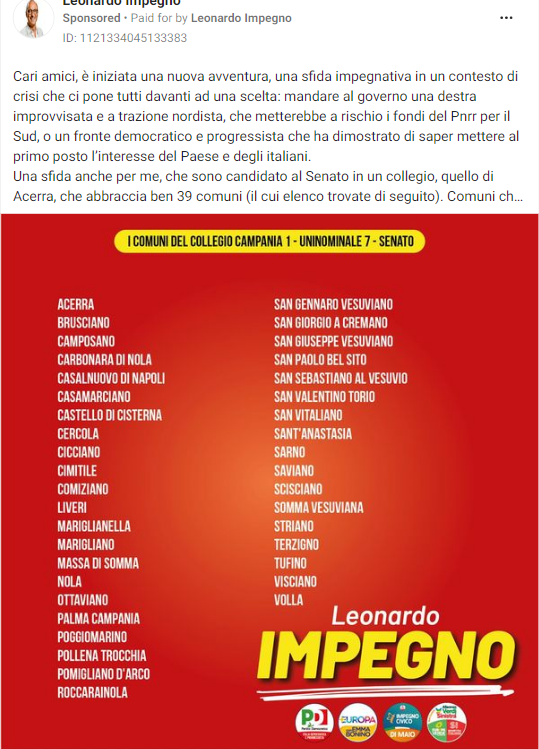 Leonardo Impegno
Sponsored • Paid for by Leonardo Impegno
ID: 1121334045133383
Cari amici, è iniziata una nuova avventura, una sfida impegnativa in un contesto di
crisi che ci pone tutti davanti ad una scelta: mandare al governo una destra
improvvisata e a trazione nordista, che metterebbe a rischio i fondi del Pnrr per il
Sud, o un fronte democratico e progressista che ha dimostrato di saper mettere al
primo posto l'interesse del Paese e degli italiani.
Una sfida anche per me, che sono candidato al Senato in un collegio, quello di
Acerra, che abbraccia ben 39 comuni (il cui elenco trovate di seguito). Comuni ch...
I COMUNI DEL COLLEGIO CAMPANIA 1 - UNINOMINALE 7 - SENATO
ACERRA
BRUSCIANO
CAMPOSANO
CARBONARA DI NOLA
CASALNUOVO DI NAPOLI
CASAMARCIANO
CASTELLO DI CISTERNA
CERCOLA
CICCIANO
CIMITILE
COMIZIANO
LIVERI
MARIGLIANELLA
MARIGLIANO
MASSA DI SOMMA
NOLA
OTTAVIANO
PALMA CAMPANIA
POGGIOMARINO
POLLENA TROCCHIA
POMIGLIANO D'ARCO
ROCCARAINOLA
SAN GENNARO VESUVIANO
SAN GIORGIO A CREMANO
SAN GIUSEPPE VESUVIANO
SAN PAOLO BEL SITO
SAN SEBASTIANO AL VESUVIO
SAN VALENTINO TORIO
SAN VITALIANO
SANT'ANASTASIA
SARNO
SAVIANO
SCISCIANO
SOMMA VESUVIANA
STRIANO
TERZIGNO
TUFINO
VISCIANO
VOLLA
Leonardo
IMPEGNO
PD
+EUROPA
EMMA
BONINO
IMPEGNO
CIVICO
DI MAIO
Verdi
Sinistra
SI